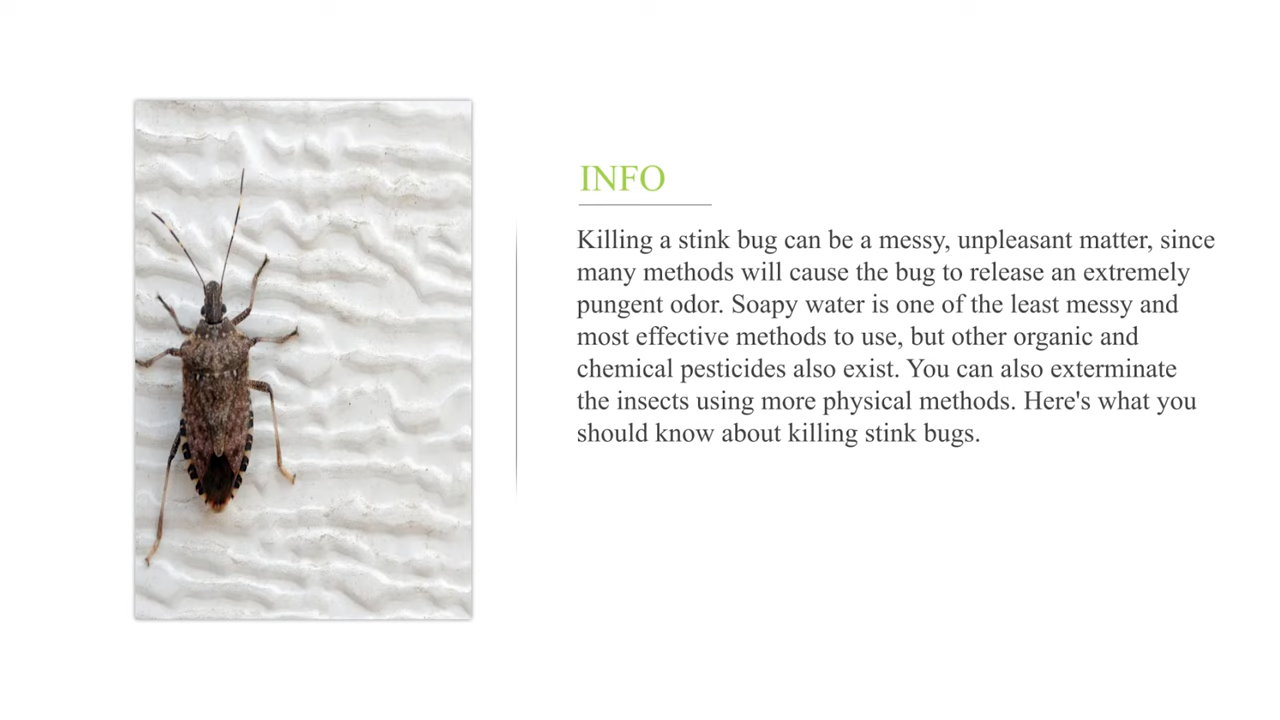 INFO
Killing a stink bug can be a messy, unpleasant matter, since
many methods will cause the bug to release an extremely
pungent odor. Soapy water is one of the least messy and
most effective methods to use, but other organic and
chemical pesticides also exist. You can also exterminate
the insects using more physical methods. Here's what you
should know about killing stink bugs.